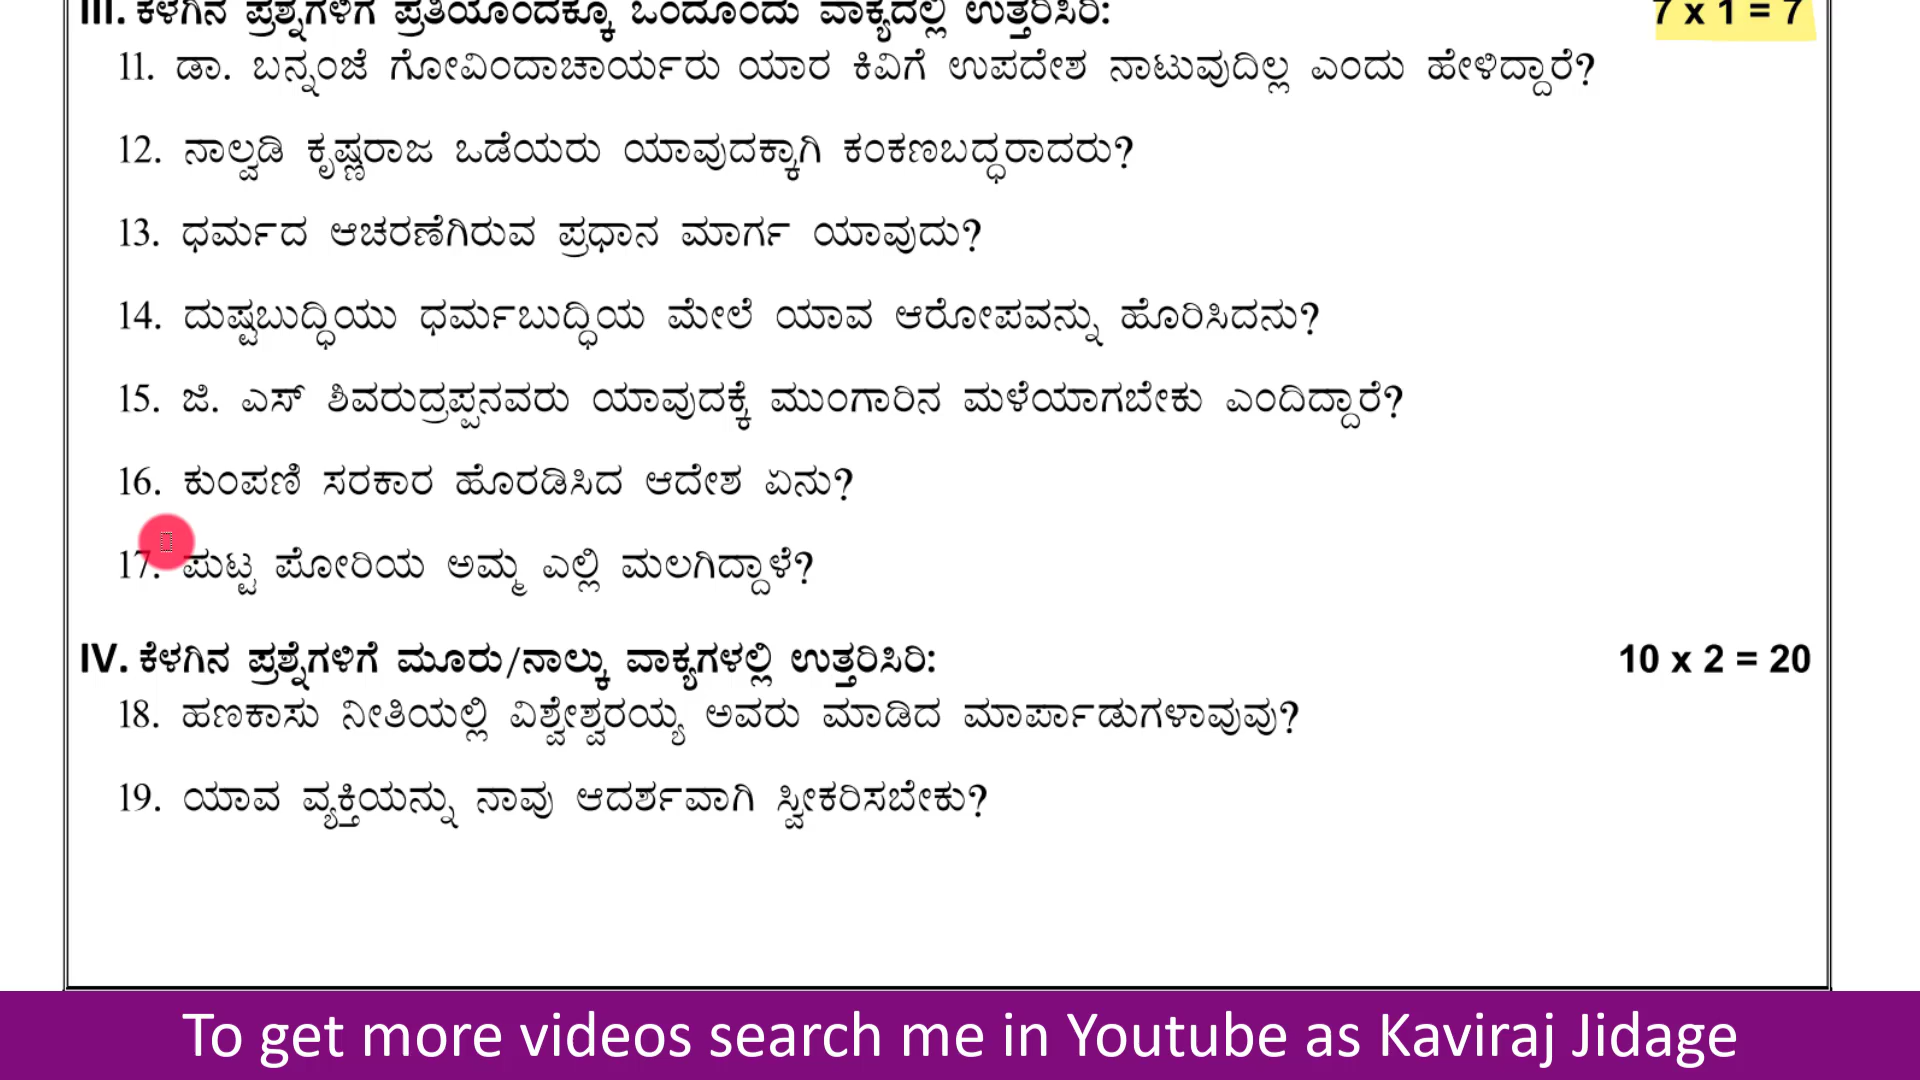 III. ಕೆಳಗಿನ ಪ್ರಶ್ನೆಗಳಿಗೆ ಪ್ರತಿಯೊಂದಕ್ಕೂ ಒಂದೊಂದು ವಾಕ್ಯದಲ್ಲಿ ಉತ್ತರಿಸಿರಿ: 7 x 1 = 7
11. ಡಾ. ಬನ್ನಂಜೆ ಗೋವಿಂದಾಚಾರ್ಯರು ಯಾರ ಕಿವಿಗೆ ಉಪದೇಶ ನಾಟುವುದಿಲ್ಲ ಎಂದು ಹೇಳಿದ್ದಾರೆ?
12. ನಾಲ್ವಡಿ ಕೃಷ್ಣರಾಜ ಒಡೆಯರು ಯಾವುದಕ್ಕಾಗಿ ಕಂಕಣಬದ್ಧರಾದರು?
13. ಧರ್ಮದ ಆಚರಣೆಗಿರುವ ಪ್ರಧಾನ ಮಾರ್ಗ ಯಾವುದು?
14. ದುಷ್ಟಬುದ್ಧಿಯು ಧರ್ಮಬುದ್ಧಿಯ ಮೇಲೆ ಯಾವ ಆರೋಪವನ್ನು ಹೊರಿಸಿದನು?
15. ಜಿ. ಎಸ್ ಶಿವರುದ್ರಪ್ಪನವರು ಯಾವುದಕ್ಕೆ ಮುಂಗಾರಿನ ಮಳೆಯಾಗಬೇಕು ಎಂದಿದ್ದಾರೆ?
16. ಕುಂಪಣಿ ಸರಕಾರ ಹೊರಡಿಸಿದ ಆದೇಶ ಏನು?
17. ಪುಟ್ಟ ಪೋರಿಯ ಅಮ್ಮ ಎಲ್ಲಿ ಮಲಗಿದ್ದಾಳೆ?
IV. ಕೆಳಗಿನ ಪ್ರಶ್ನೆಗಳಿಗೆ ಮೂರು/ನಾಲ್ಕು ವಾಕ್ಯಗಳಲ್ಲಿ ಉತ್ತರಿಸಿರಿ: 10 x 2 = 20
18. ಹಣಕಾಸು ನೀತಿಯಲ್ಲಿ ವಿಶ್ವೇಶ್ವರಯ್ಯ ಅವರು ಮಾಡಿದ ಮಾರ್ಪಾಡುಗಳಾವುವು?
19. ಯಾವ ವ್ಯಕ್ತಿಯನ್ನು ನಾವು ಆದರ್ಶವಾಗಿ ಸ್ವೀಕರಿಸಬೇಕು?
To get more videos search me in Youtube as Kaviraj Jidage